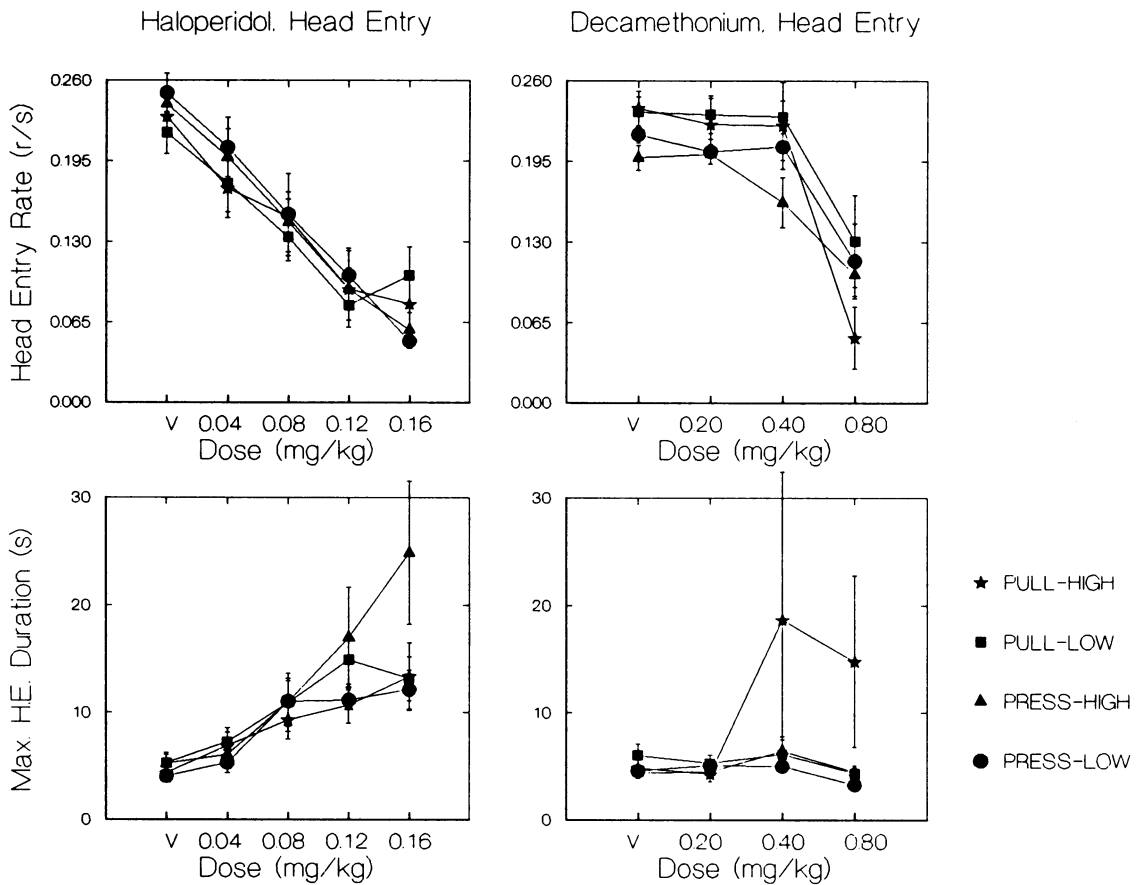 Haloperidol, Head Entry
Head Entry Rate (r/s)
0.260
0.195
0.130
0.065
0.000
V 0.04 0.08 0.12 0.16
Dose (mg/kg)
Decamethonium, Head Entry
0.260
0.195
0.130
0.065
0.000
V 0.20 0.40 0.80
Dose (mg/kg)
Max. H.E. Duration (s)
30
20
10
0
V 0.04 0.08 0.12 0.16
Dose (mg/kg)
30
20
10
0
V 0.20 0.40 0.80
Dose (mg/kg)
PULL-HIGH
PULL-LOW
PRESS-HIGH
PRESS-LOW